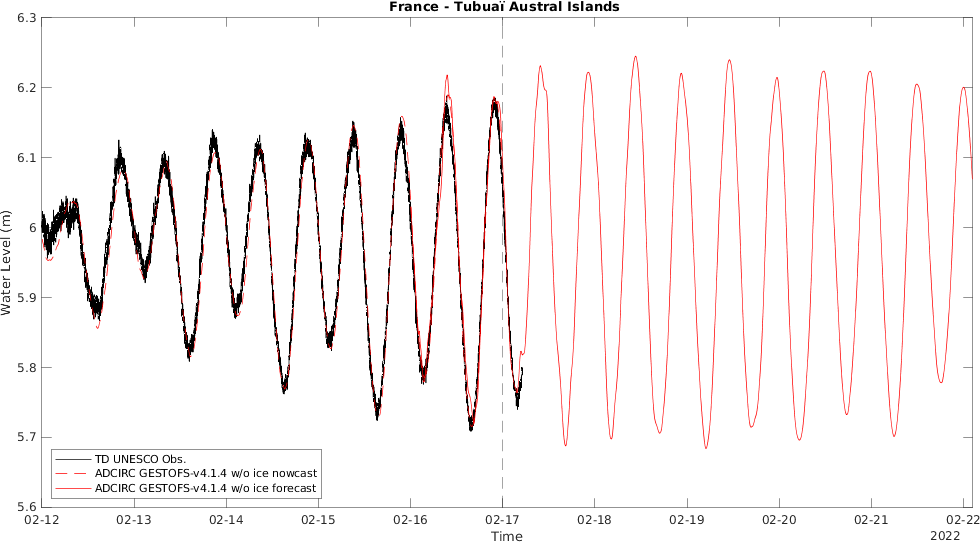 France - Tubuaï Austral Islands
6.3
6.2
6.1
6
5.9
5.8
5.7
5.6
Water Level (m)
TD UNESCO Obs.
ADCIRC GESTOFS-v4.1.4 w/o ice nowcast
ADCIRC GESTOFS-v4.1.4 w/o ice forecast
02-12 02-13 02-14 02-15 02-16 02-17 02-18 02-19 02-20 02-21 02-22
Time
2022